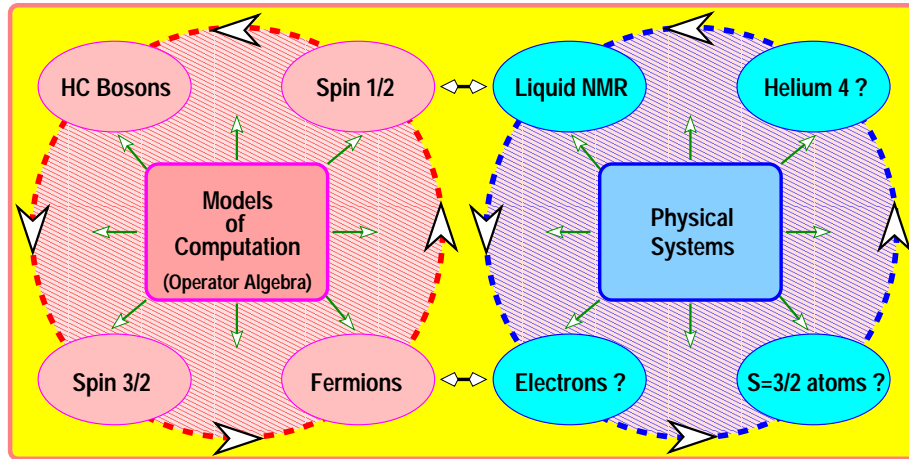 HC Bosons
Spin 1/2
Liquid NMR
Helium 4 ?
Models
of
Computation
(Operator Algebra)
Physical
Systems
Spin 3/2
Fermions
Electrons ?
S=3/2 atoms ?